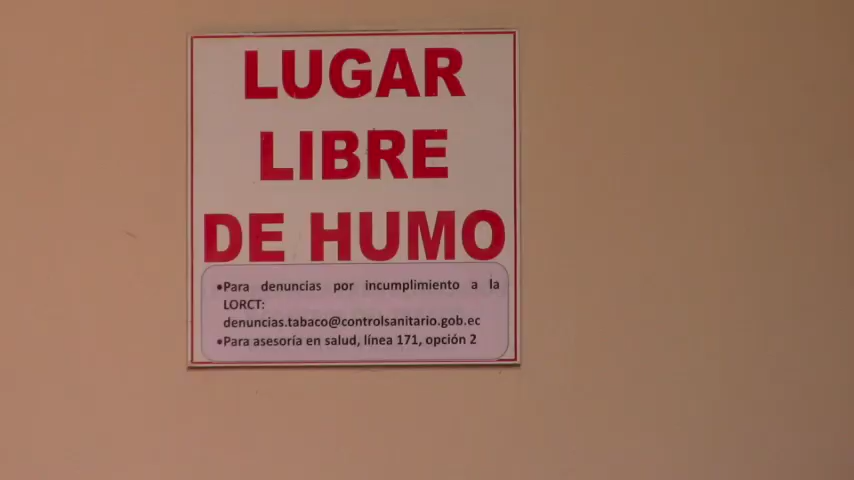 LUGAR
LIBRE
DE HUMO
•Para denuncias por incumplimiento a la
LORCT:
denuncias.tabaco@controlsanitario.gob.ec
•Para asesoría en salud, línea 171, opción 2